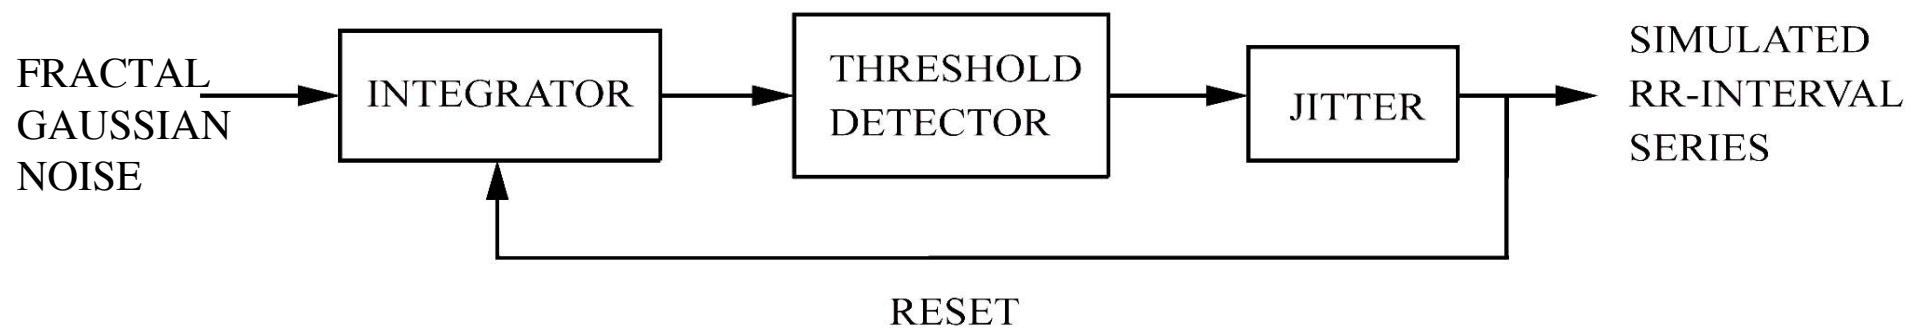 FRACTAL
GAUSSIAN
NOISE
INTEGRATOR
THRESHOLD
DETECTOR
JITTER
SIMULATED
RR-INTERVAL
SERIES
RESET